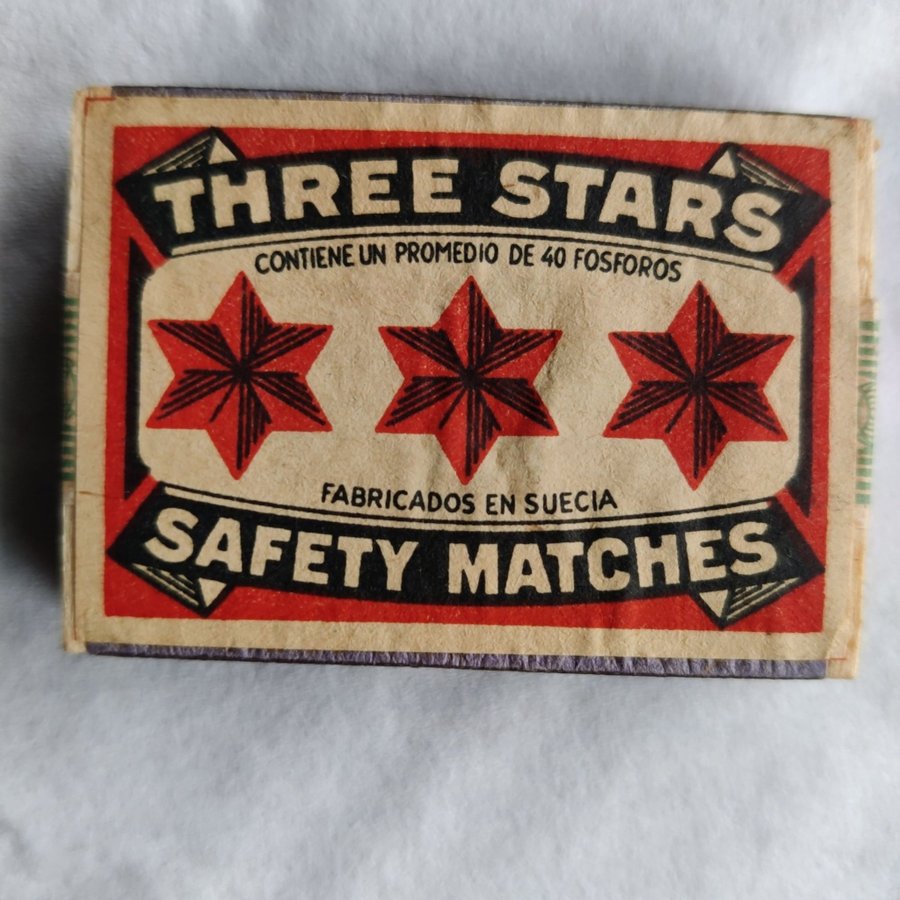 THREE STARS
CONTIENE UN PROMEDIO DE 40 FOSFOROS
FABRICADOS EN SUECIA
SAFETY MATCHES